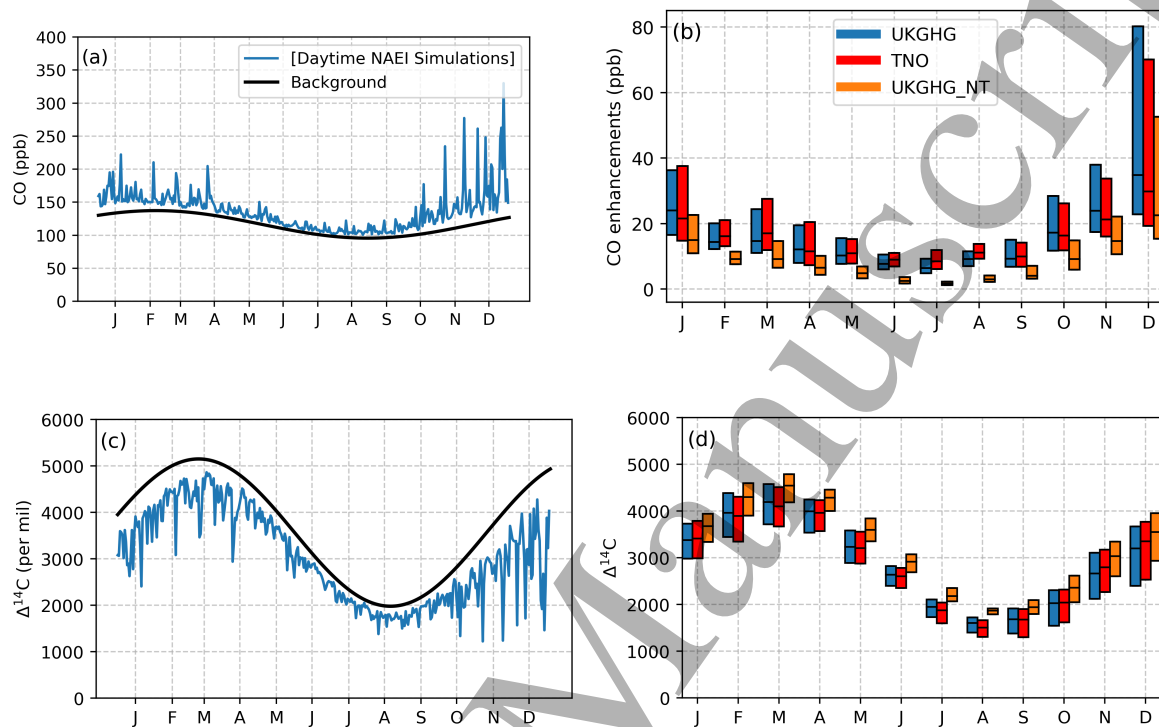 (a)
[Daytime NAEI Simulations]
Background
CO (ppb)
400
350
300
250
200
150
100
50
0
J F M A M J J A S O N D
(b)
UKGHG
TNO
UKGHG_NT
CO enhancements (ppb)
80
60
40
20
0
J F M A M J J A S O N D
(c)
Δ¹⁴C (per mil)
6000
5000
4000
3000
2000
1000
0
J F M A M J J A S O N D
(d)
Δ¹⁴C
6000
5000
4000
3000
2000
1000
0
J F M A M J J A S O N D
Manuscri